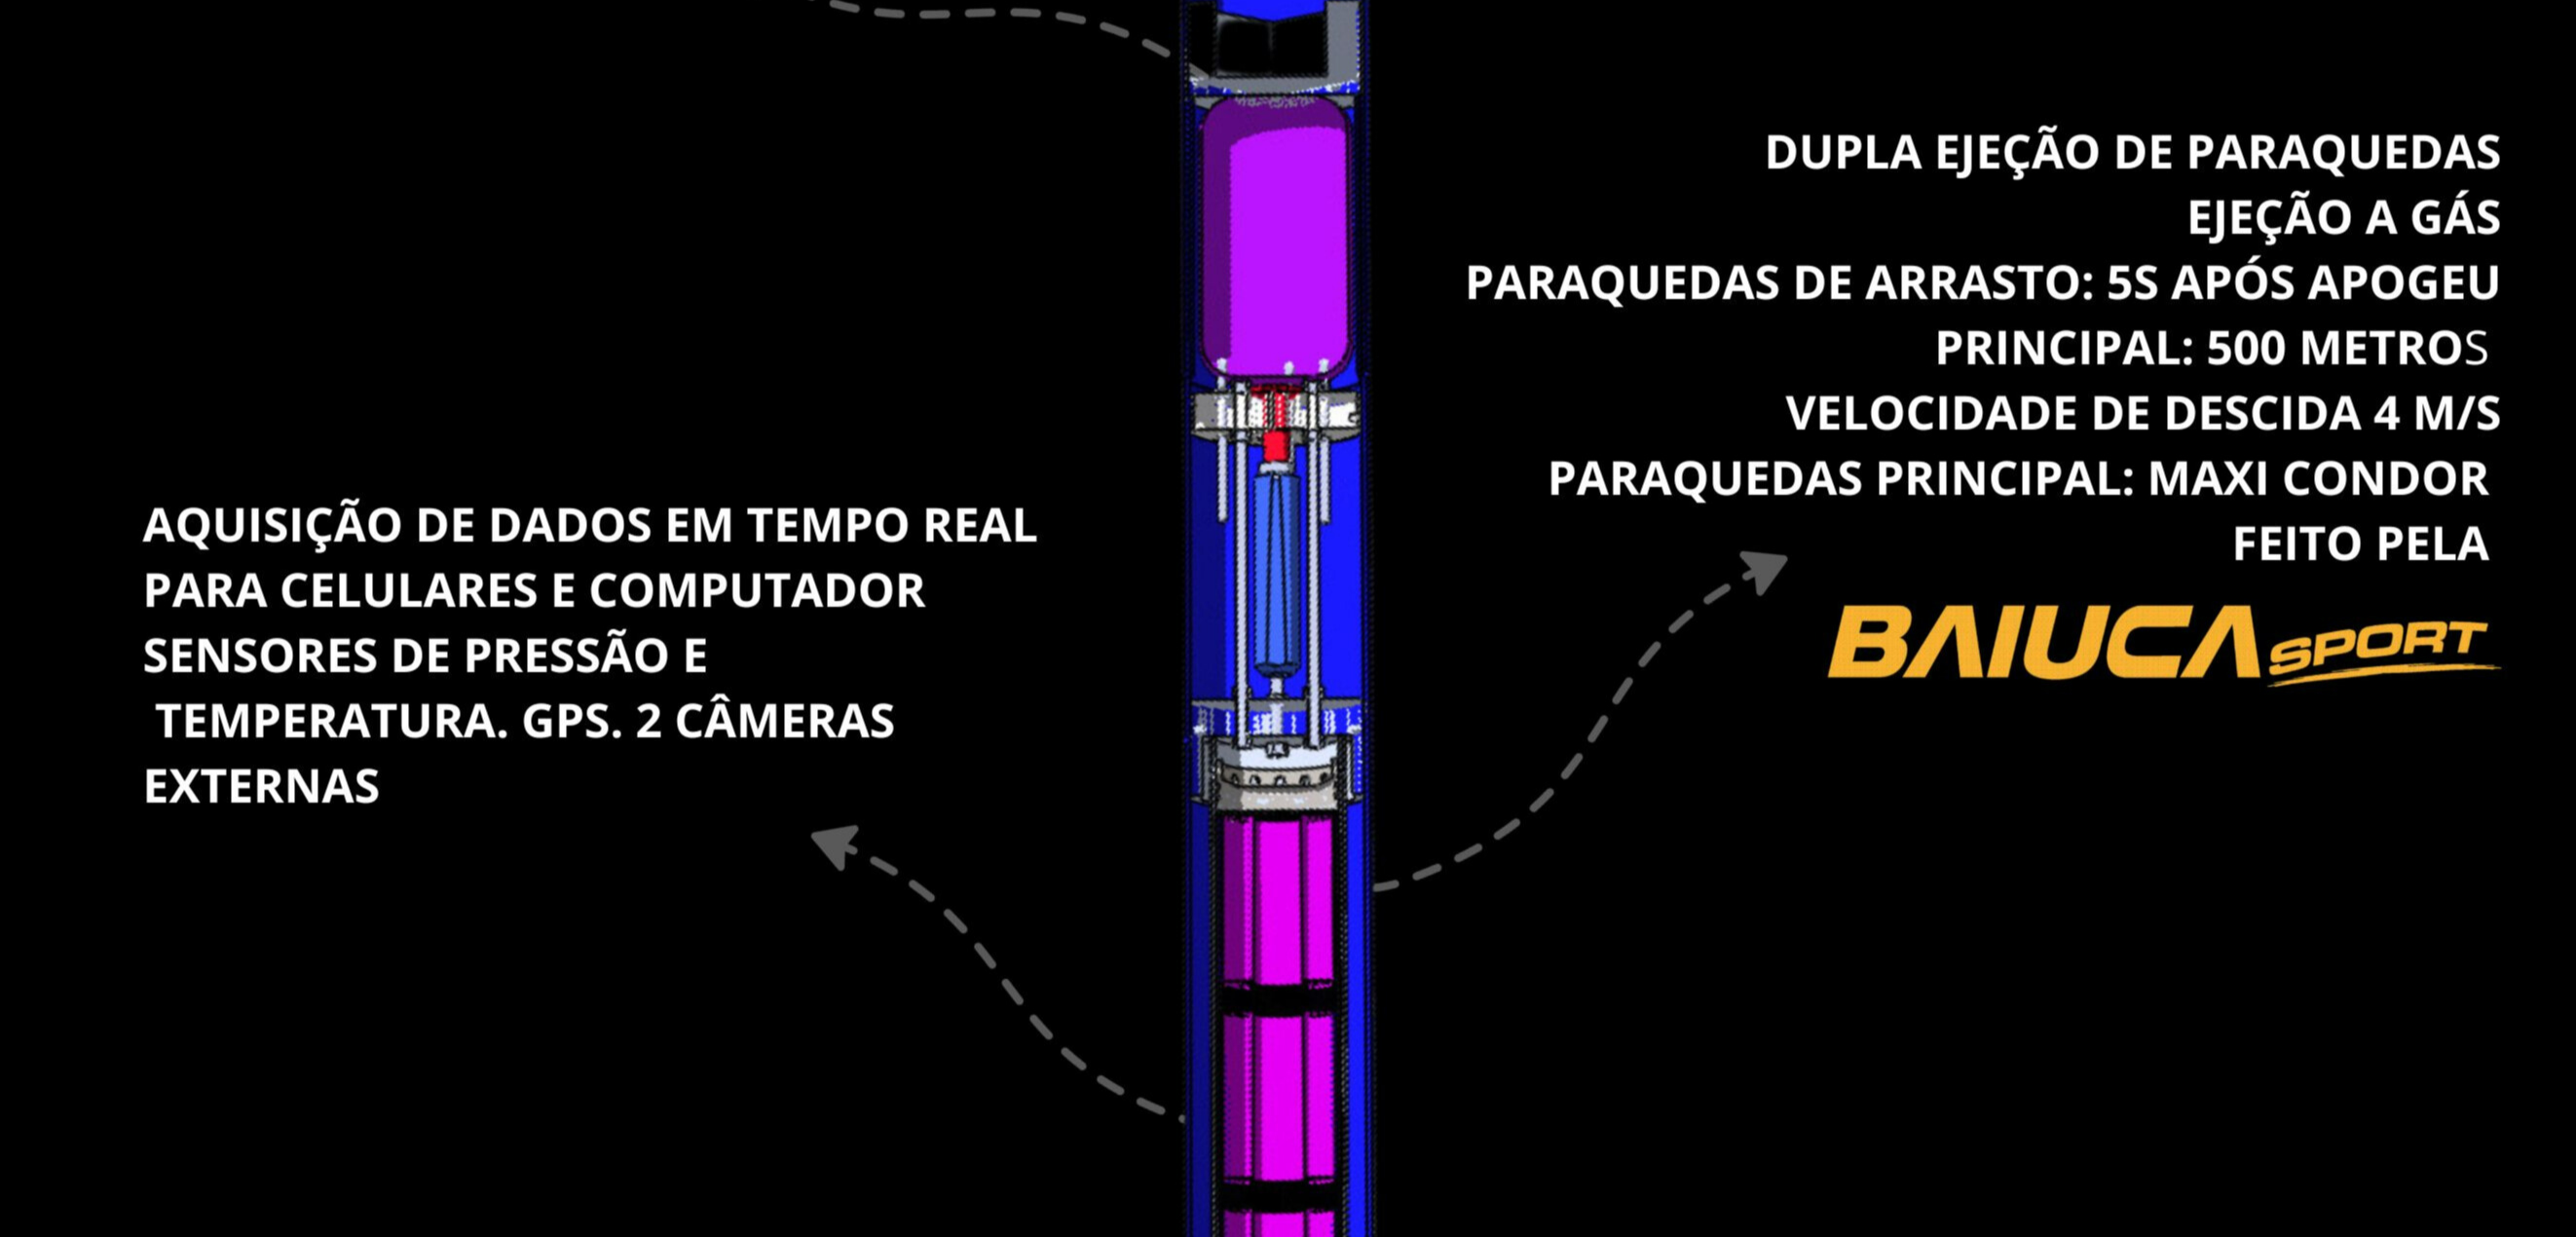 DUPLA EJEÇÃO DE PARAQUEDAS
EJEÇÃO A GÁS
PARAQUEDAS DE ARRASTO: 5S APÓS APOGEU
PRINCIPAL: 500 METROS
VELOCIDADE DE DESCIDA 4 M/S
PARAQUEDAS PRINCIPAL: MAXI CONDOR
FEITO PELA
BAIUCA SPORT
AQUISIÇÃO DE DADOS EM TEMPO REAL
PARA CELULARES E COMPUTADOR
SENSORES DE PRESSÃO E
TEMPERATURA. GPS. 2 CÂMERAS
EXTERNAS